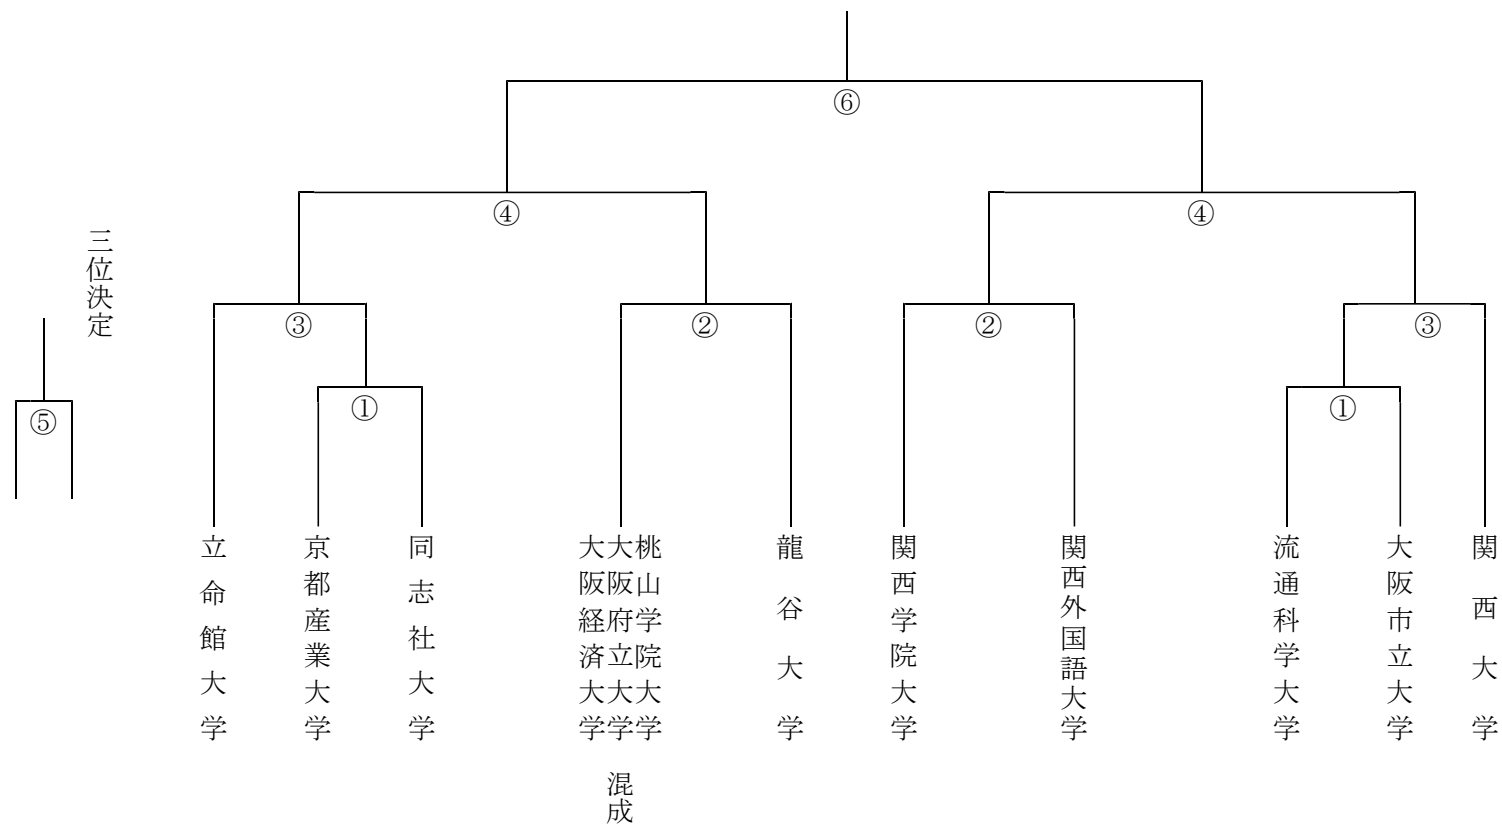 ⑥
④
④
三位決定
③
②
②
③
①
①
⑤
立命館大学
京都産業大学
同志社大学
大阪経済大学
大阪府立大学
桃山学院大学
混成
龍谷大学
関西学院大学
関西外国語大学
流通科学大学
大阪市立大学
関西大学